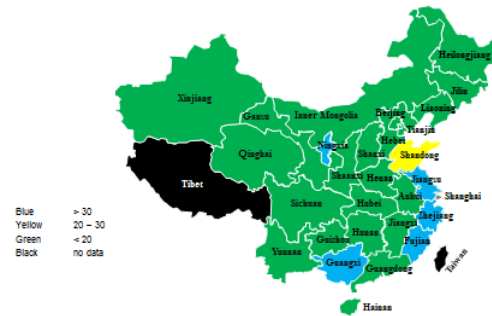 Heilongjiang
Jilin
Xinjiang
Liaoning
Gansu
Inner Mongolia
Beijing
Tianjin
Hebei
Ningxia
Shanxi
Shandong
Qinghai
Shaanxi
Henan
Jiangsu
Tibet
Anhui
Shanghai
Sichuan
Hubei
Zhejiang
Blue > 30
Yellow 20 – 30
Green < 20
Black no data
Jiangxi
Hunan
Guizhou
Fujian
Yunnan
Guangxi
Guangdong
Taiwan
Hainan